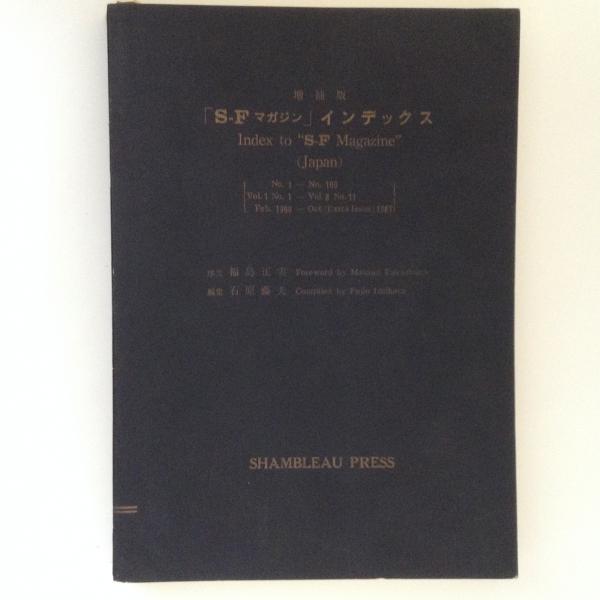 増補版
「S-Fマガジン」インデックス
Index to "S-F Magazine"
(Japan)
No. 1 — No. 100
Vol. 1 No. 1 — Vol. 8 No. 11
Feb. 1960 — Oct. (Extra Issue) 1967
序文 福島正実 Foreword by Masami Fukushima
編集 石原藤夫 Compiled by Fujio Ishihara
SHAMBLEAU PRESS